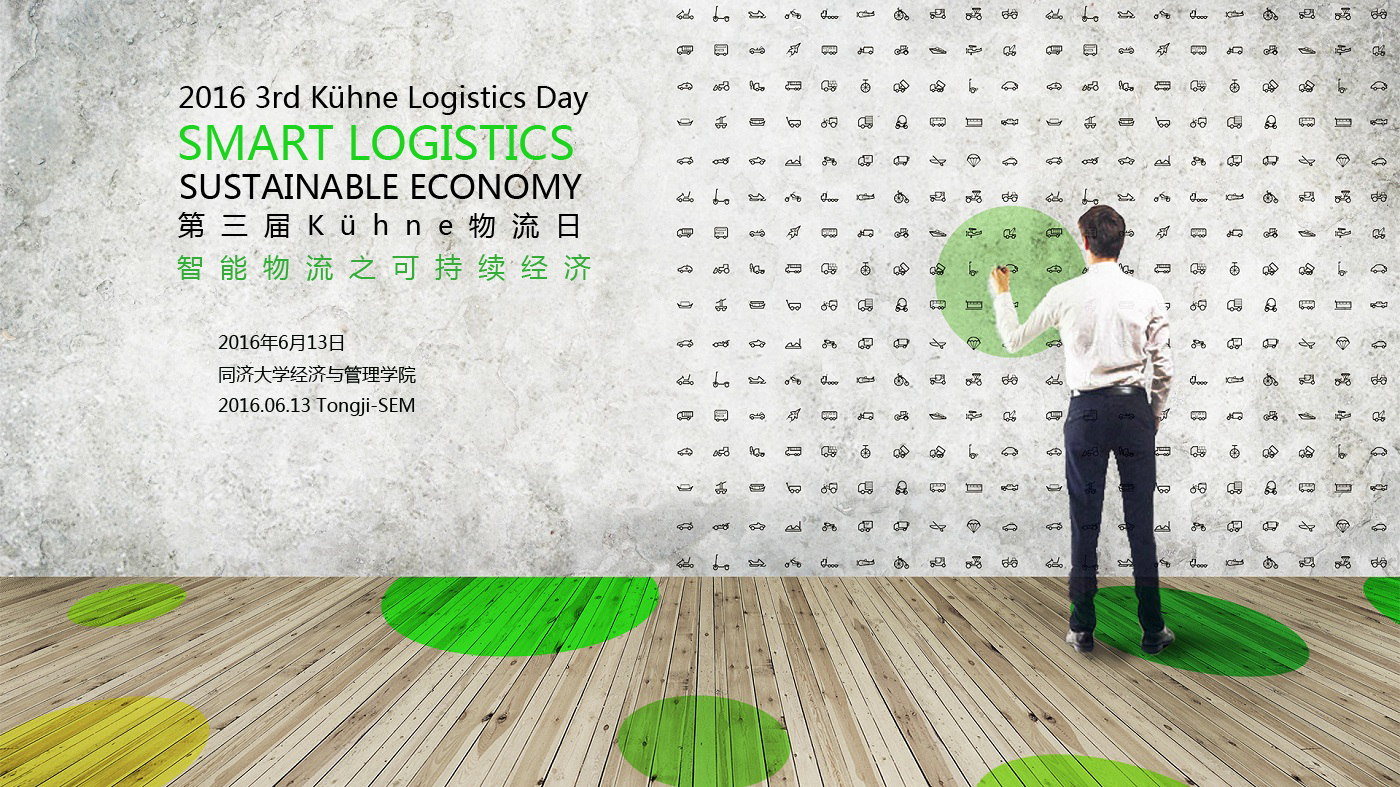 2016 3rd Kühne Logistics Day
SMART LOGISTICS
SUSTAINABLE ECONOMY
第三届Kühne物流日
智能物流之可持续经济
2016年6月13日
同济大学经济与管理学院
2016.06.13 Tongji-SEM